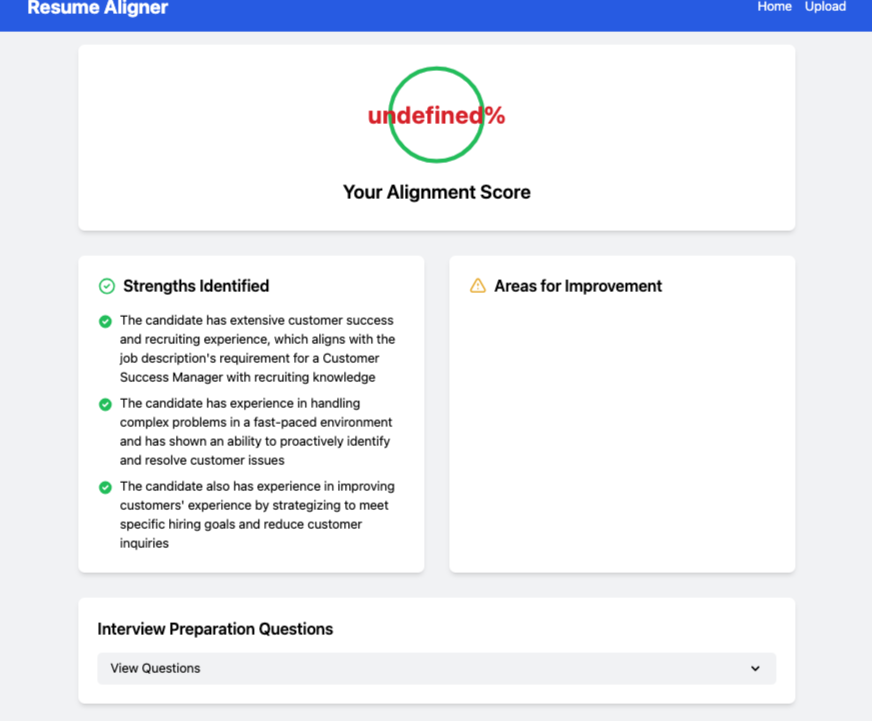 Resume Aligner
Home Upload
undefined%
Your Alignment Score
Strengths Identified
The candidate has extensive customer success
and recruiting experience, which aligns with the
job description's requirement for a Customer
Success Manager with recruiting knowledge
The candidate has experience in handling
complex problems in a fast-paced environment
and has shown an ability to proactively identify
and resolve customer issues
The candidate also has experience in improving
customers' experience by strategizing to meet
specific hiring goals and reduce customer
inquiries
Areas for Improvement
Interview Preparation Questions
View Questions